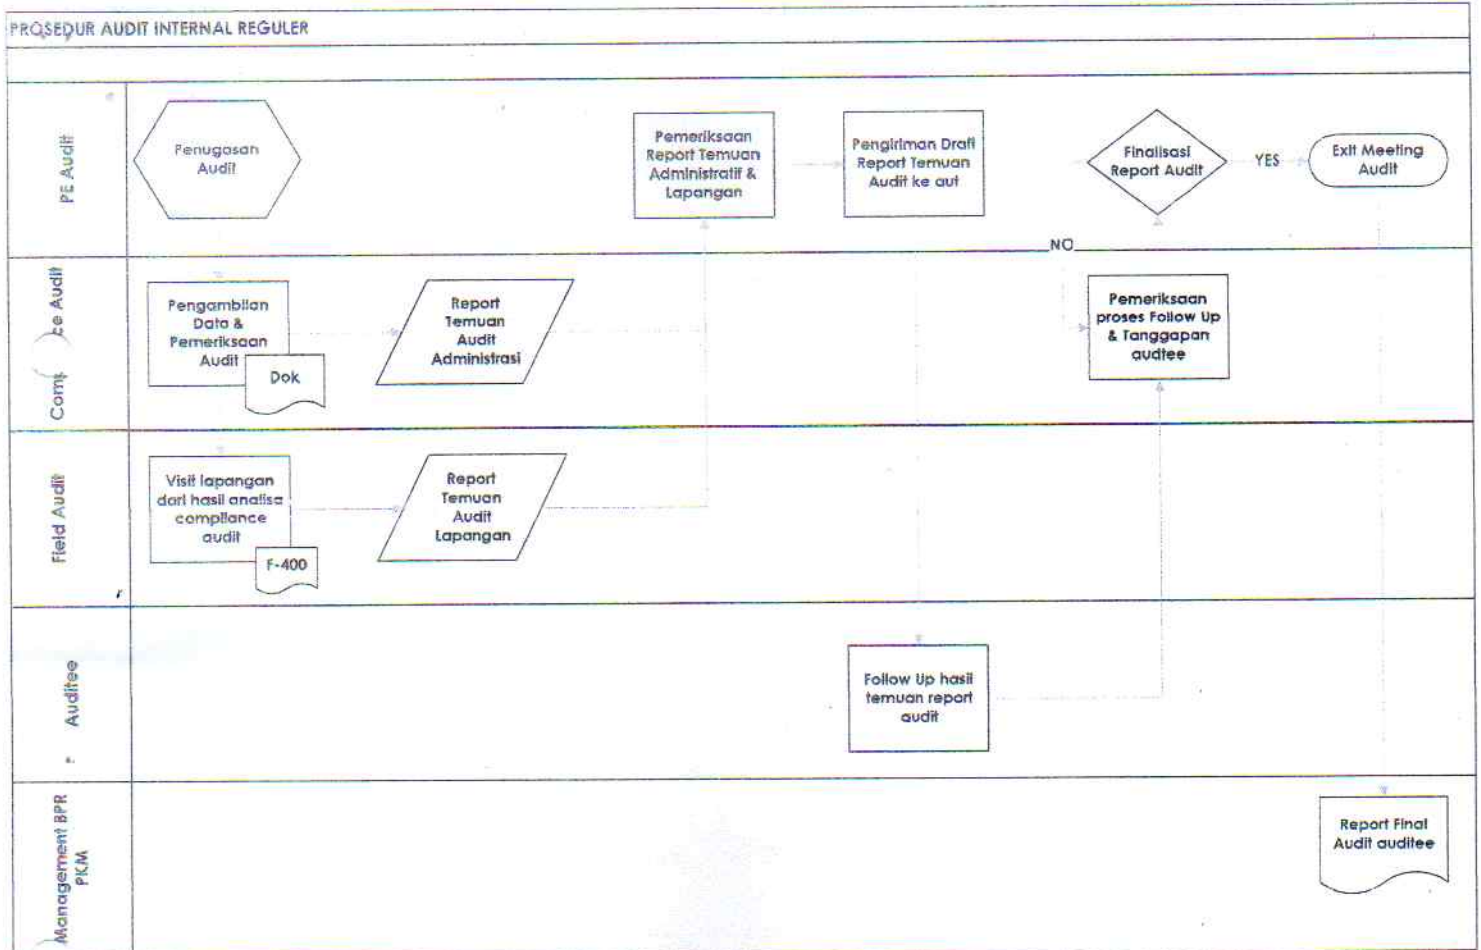 PROSEDUR AUDIT INTERNAL REGULER
PE Audit
Penugasan
Audit
Pemeriksaan
Report Temuan
Administratif &
Lapangan
Pengiriman Draft
Report Temuan
Audit ke aut
Finalisasi
Report Audit
YES
Exit Meeting
Audit
NO
ce Audit
Pengambilan
Data &
Pemeriksaan
Audit
Dok
Report
Temuan
Audit
Administrasi
Pemeriksaan
proses Follow Up
& Tanggapan
audtee
Field Audit
Visit lapangan
dari hasil analisa
compliance
audit
F-400
Report
Temuan
Audit
Lapangan
Auditee
Follow Up hasil
temuan report
audit
Management BPR
PKM
Report Final
Audit auditee